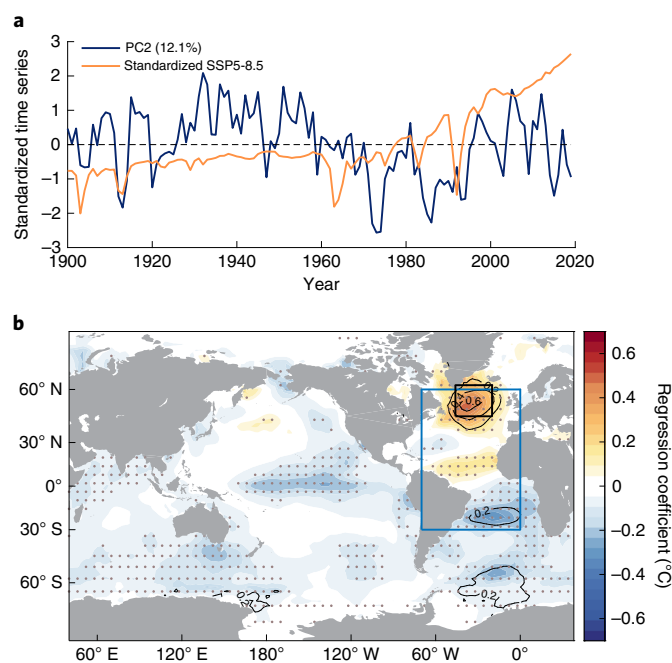 a
PC2 (12.1%)
Standardized SSP5-8.5
Standardized time series
3
2
1
0
−1
−2
−3
1900
1920
1940
1960
1980
2000
2020
Year
b
60° N
30° N
0°
30° S
60° S
60° E
120° E
180°
120° W
60° W
0°
0.6
0.2
0.2
0.6
0.4
0.2
0
−0.2
−0.4
−0.6
Regression coefficient (°C)